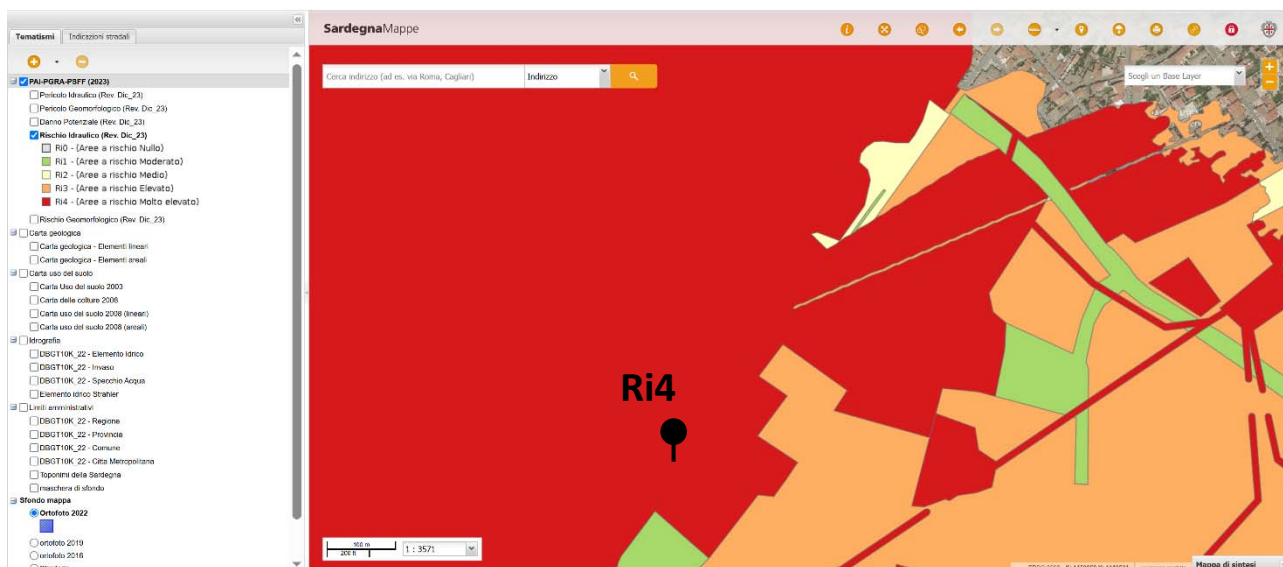 Tematismi Indicazioni stradali
PAI-PGRA-PSFF (2023)
Pericolo Idraulico (Rev. Dic_23)
Pericolo Geomorfologico (Rev. Dic_23)
Danno Potenziale (Rev. Dic_23)
Rischio Idraulico (Rev. Dic_23)
Ri0 - (Aree a rischio Nullo)
Ri1 - (Aree a rischio Moderato)
Ri2 - (Aree a rischio Medio)
Ri3 - (Aree a rischio Elevato)
Ri4 - (Aree a rischio Molto elevato)
Rischio Geomorfologico (Rev. Dic_23)
Carta geologica
Carta geologica - Elementi lineari
Carta geologica - Elementi areali
Carta uso del suolo
Carta Uso del suolo 2003
Carta delle colture 2008
Carta uso del suolo 2008 (lineari)
Carta uso del suolo 2008 (areali)
Idrografia
DBGT10K_22 - Elemento Idrico
DBGT10K_22 - Invaso
DBGT10K_22 - Specchio Acqua
Elemento idrico Strahler
Limiti amministrativi
DBGT10K_22 - Regione
DBGT10K_22 - Provincia
DBGT10K_22 - Comune
DBGT10K_22 - Citta Metropolitana
Toponimi della Sardegna
maschera di sfondo
Sfondo mappa
Ortofoto 2022
ortofoto 2019
ortofoto 2016
SardegnaMappe
Cerca indirizzo (ad es. via Roma, Cagliari) Indirizzo
Scegli un Base Layer
Ri4
100 m
200 ft
1 : 3571
Mappa di sintesi